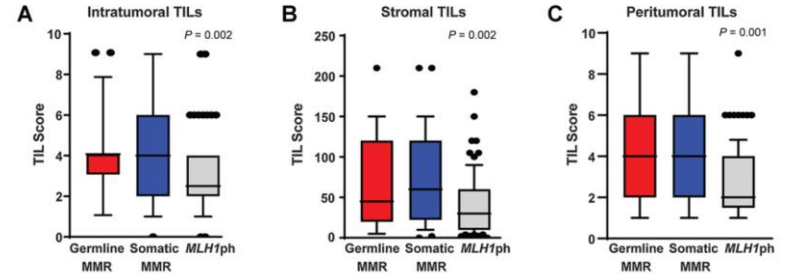 A Intratumoral TILs
P = 0.002
TIL Score
10
8
6
4
2
0
Germline MMR
Somatic MMR
MLH1ph
B Stromal TILs
P = 0.002
TIL Score
250
200
150
100
50
0
Germline MMR
Somatic MMR
MLH1ph
C Peritumoral TILs
P = 0.001
TIL Score
10
8
6
4
2
0
Germline MMR
Somatic MMR
MLH1ph